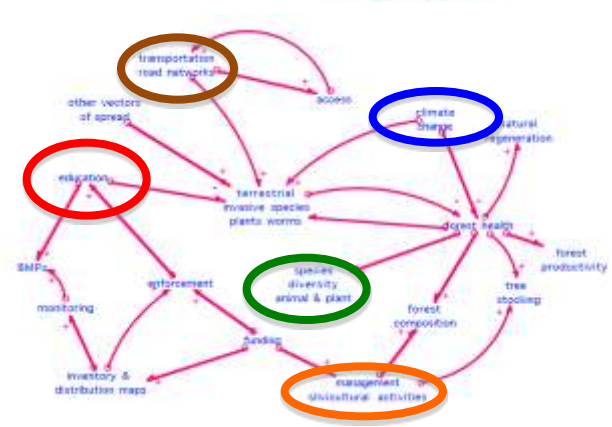 transportation
road networks
access
other vectors
of spread
climate
change
natural
regeneration
education
terrestrial
invasive species
plants worms
forest health
forest
productivity
BMPs
enforcement
species
diversity
animal & plant
tree
stocking
monitoring
forest
composition
funding
inventory &
distribution maps
management
silvicultural activities